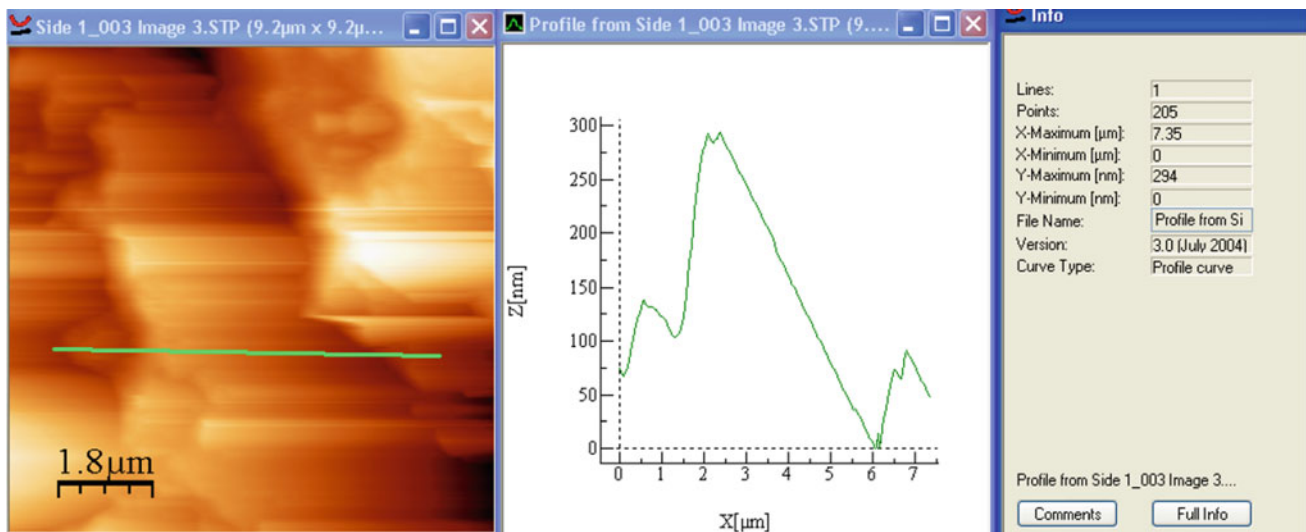 Side 1_003 Image 3.STP (9.2µm x 9.2µ...
1.8µm
Profile from Side 1_003 Image 3.STP (9....
Z[nm]
300
250
200
150
100
50
0
0 1 2 3 4 5 6 7
X[µm]
Info
Lines: 1
Points: 205
X-Maximum [µm]: 7.35
X-Minimum [µm]: 0
Y-Maximum [nm]: 294
Y-Minimum [nm]: 0
File Name: Profile from Si
Version: 3.0 (July 2004)
Curve Type: Profile curve
Profile from Side 1_003 Image 3....
Comments Full Info